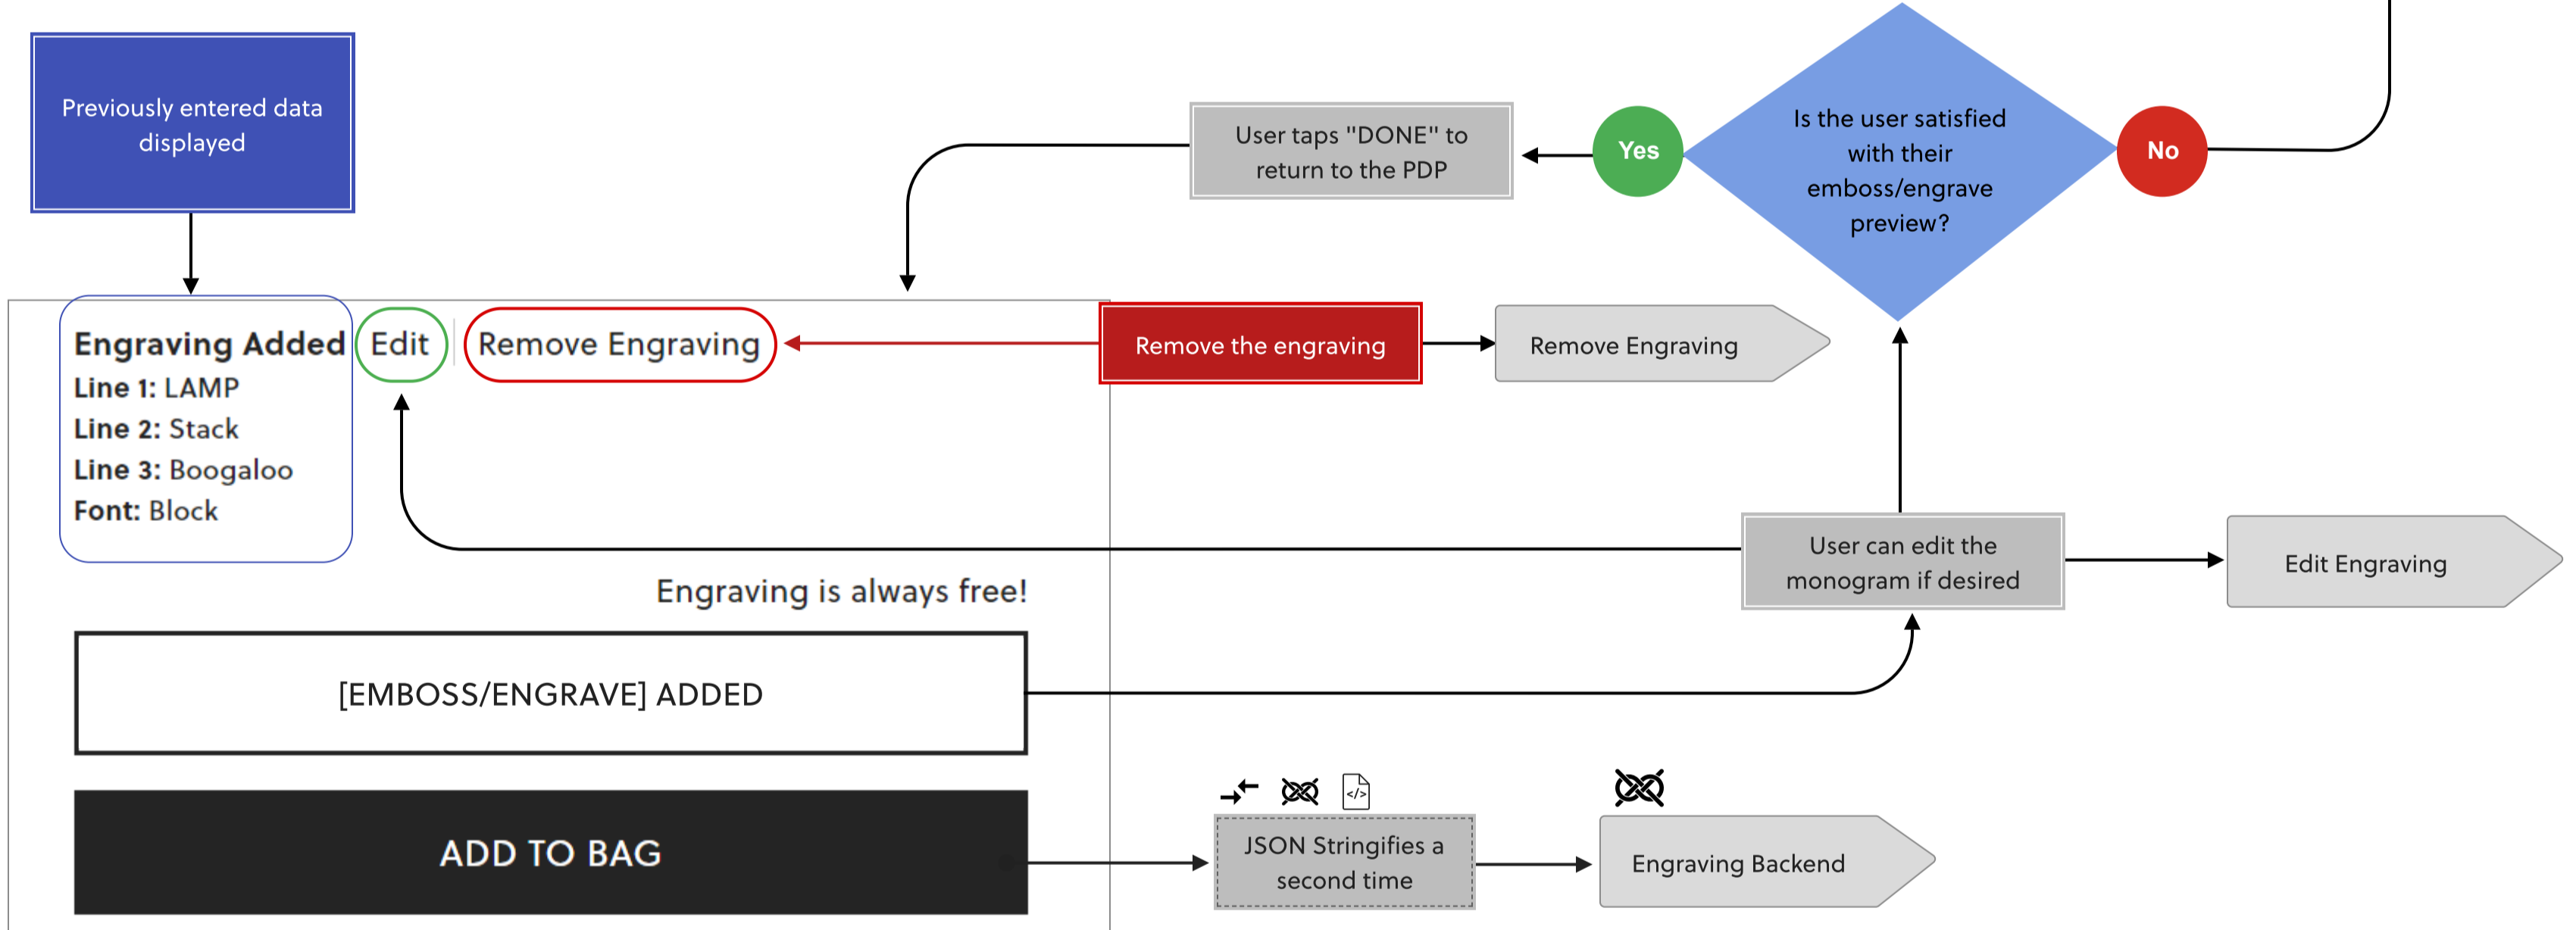 Previously entered data
displayed
User taps "DONE" to
return to the PDP
Yes
Is the user satisfied
with their
emboss/engrave
preview?
No
Engraving Added
Edit
Remove Engraving
Remove the engraving
Remove Engraving
Line 1: LAMP
Line 2: Stack
Line 3: Boogaloo
Font: Block
User can edit the
monogram if desired
Edit Engraving
Engraving is always free!
[EMBOSS/ENGRAVE] ADDED
</>
ADD TO BAG
JSON Stringifies a
second time
Engraving Backend